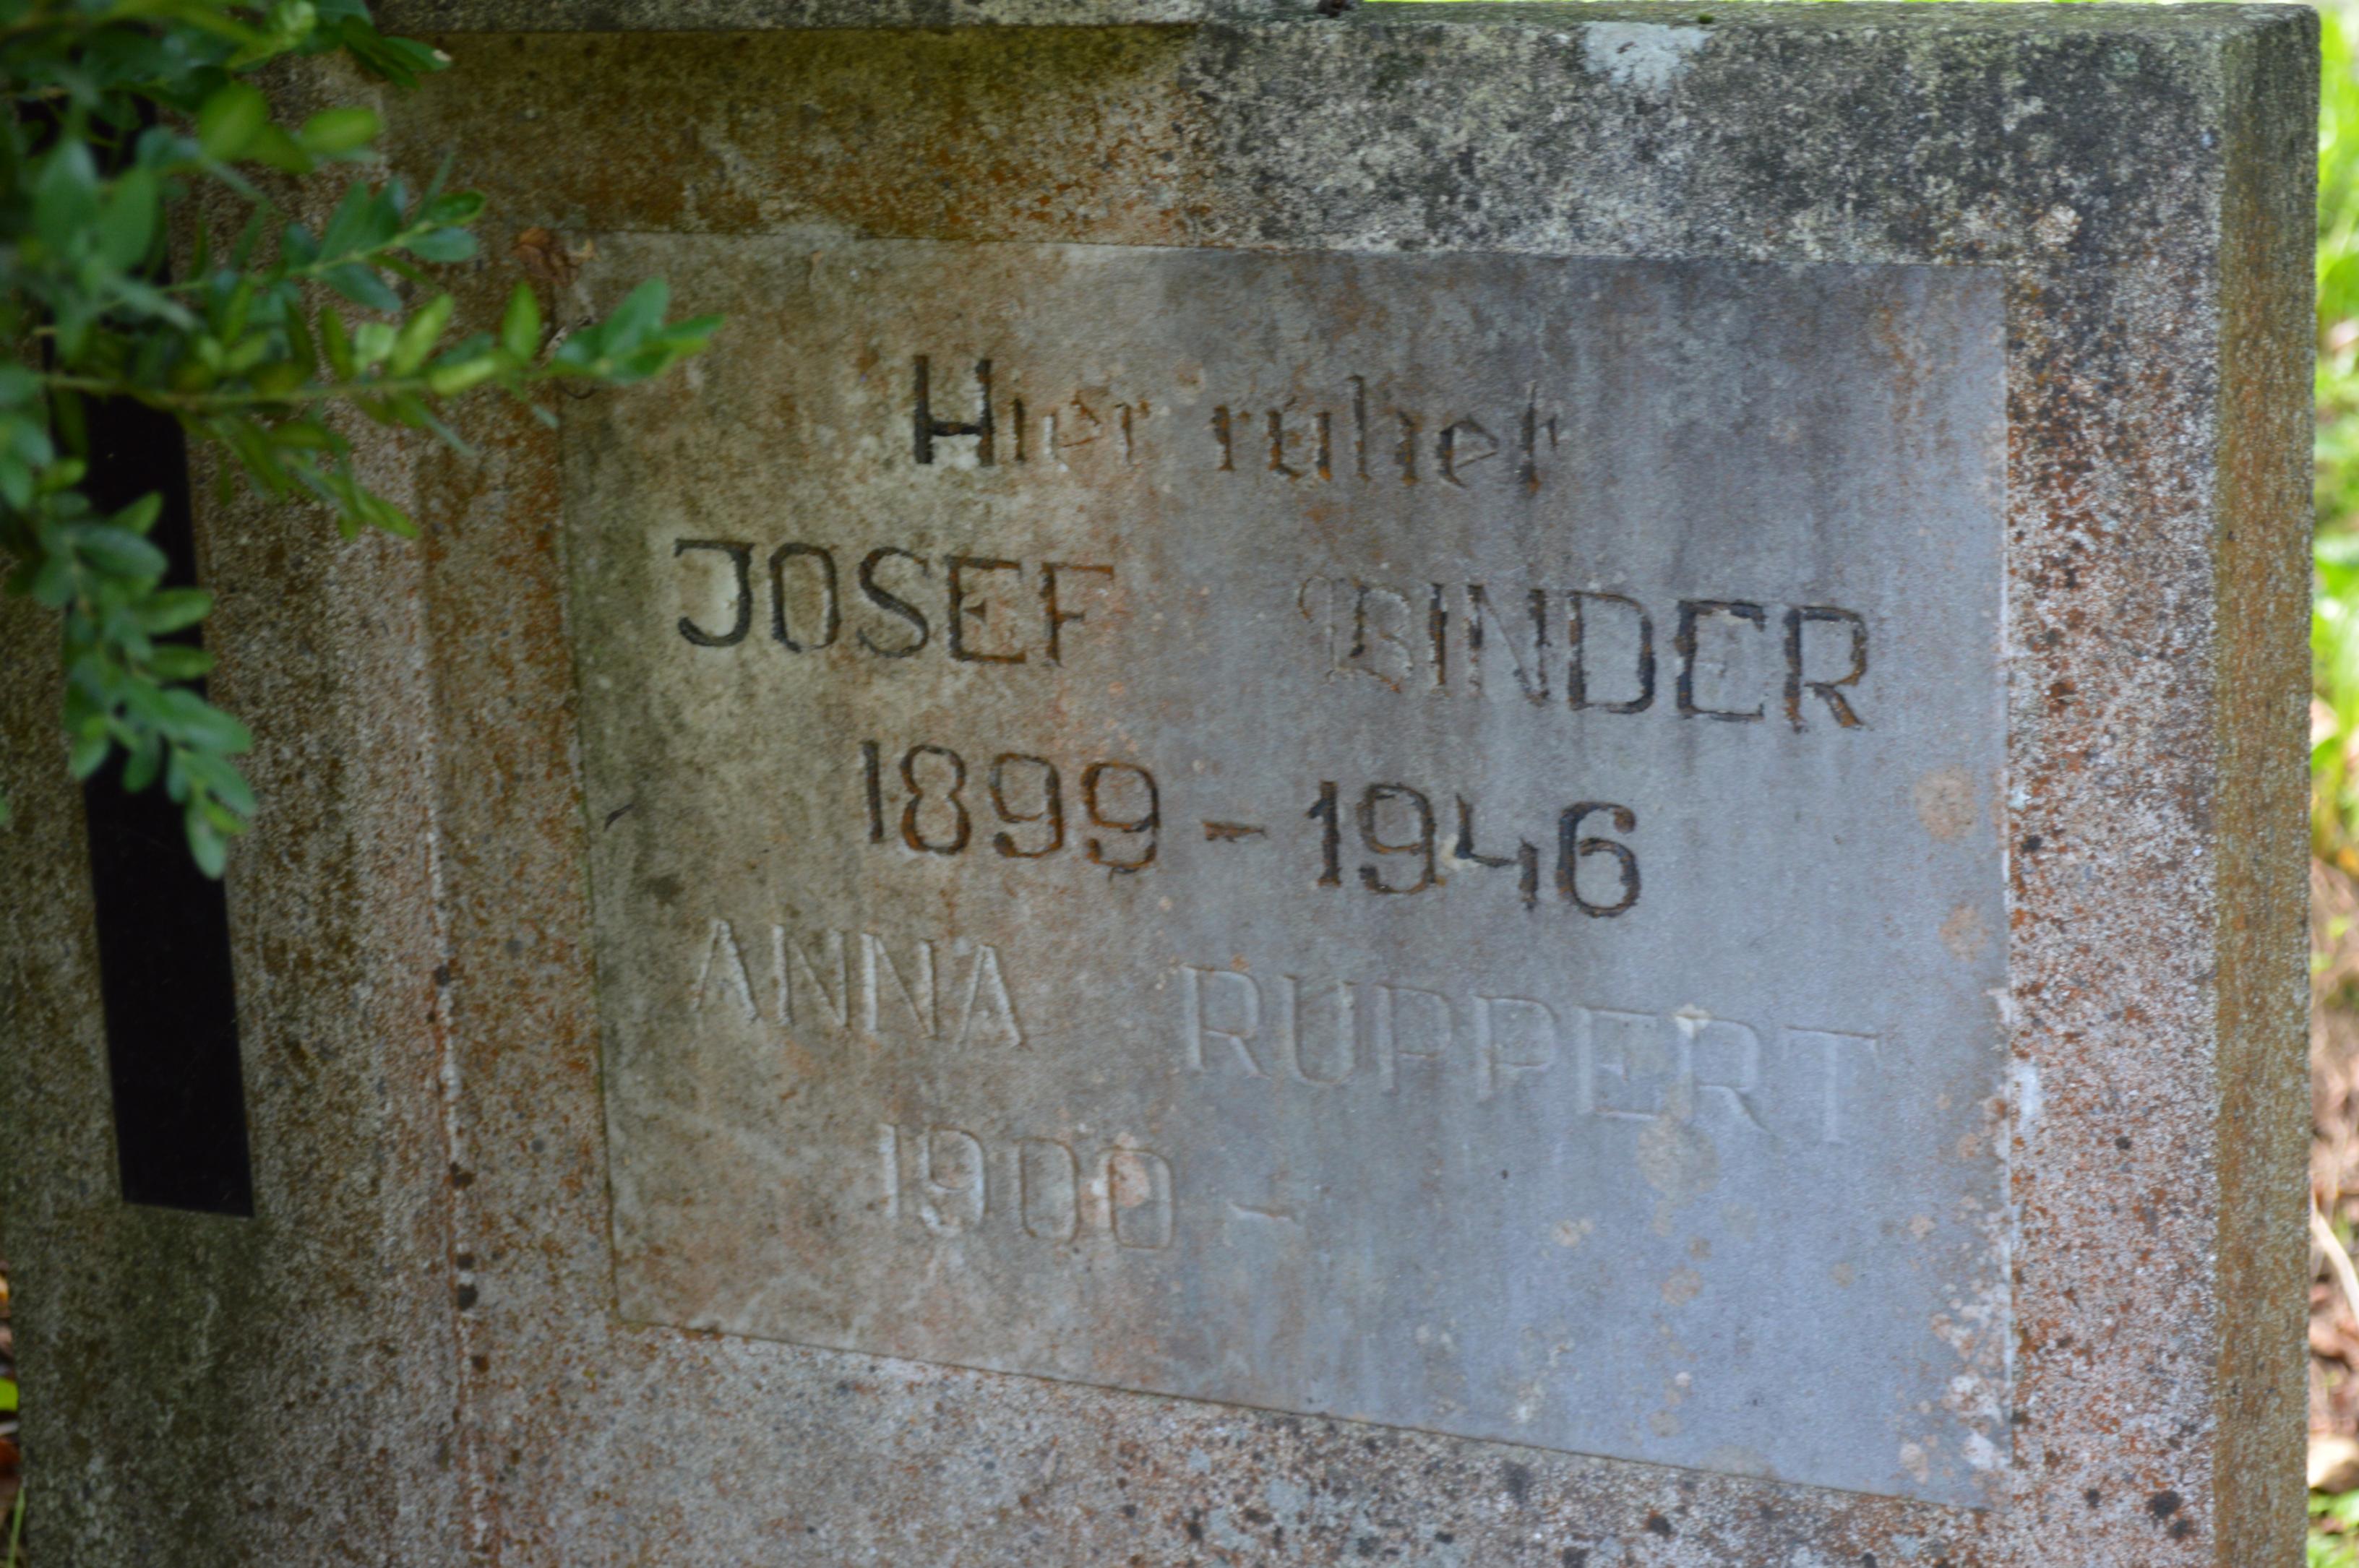 Hier ruhet
JOSEF BINDER
1899 - 1946
ANNA RUPPERT
1900 -